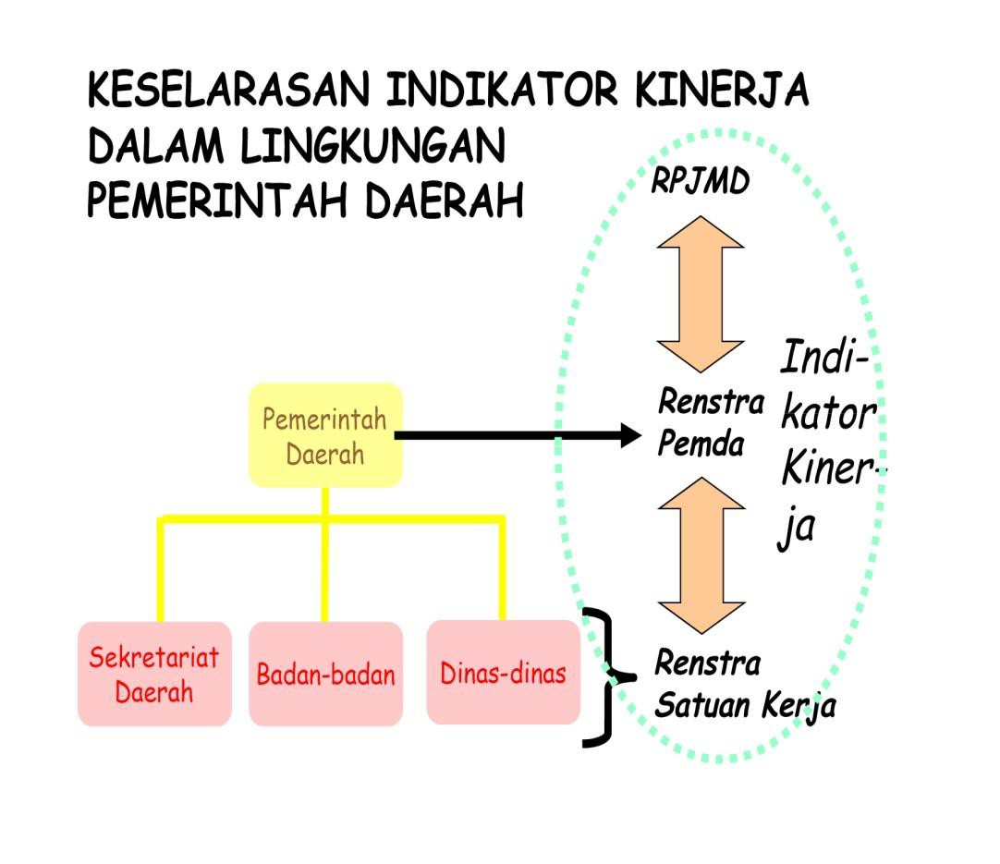 KESELARASAN INDIKATOR KINERJA
DALAM LINGKUNGAN
PEMERINTAH DAERAH
RPJMD
Indi-
kator
Kiner-
ja
Renstra
Pemda
Pemerintah
Daerah
Sekretariat
Daerah
Badan-badan
Dinas-dinas
Renstra
Satuan Kerja